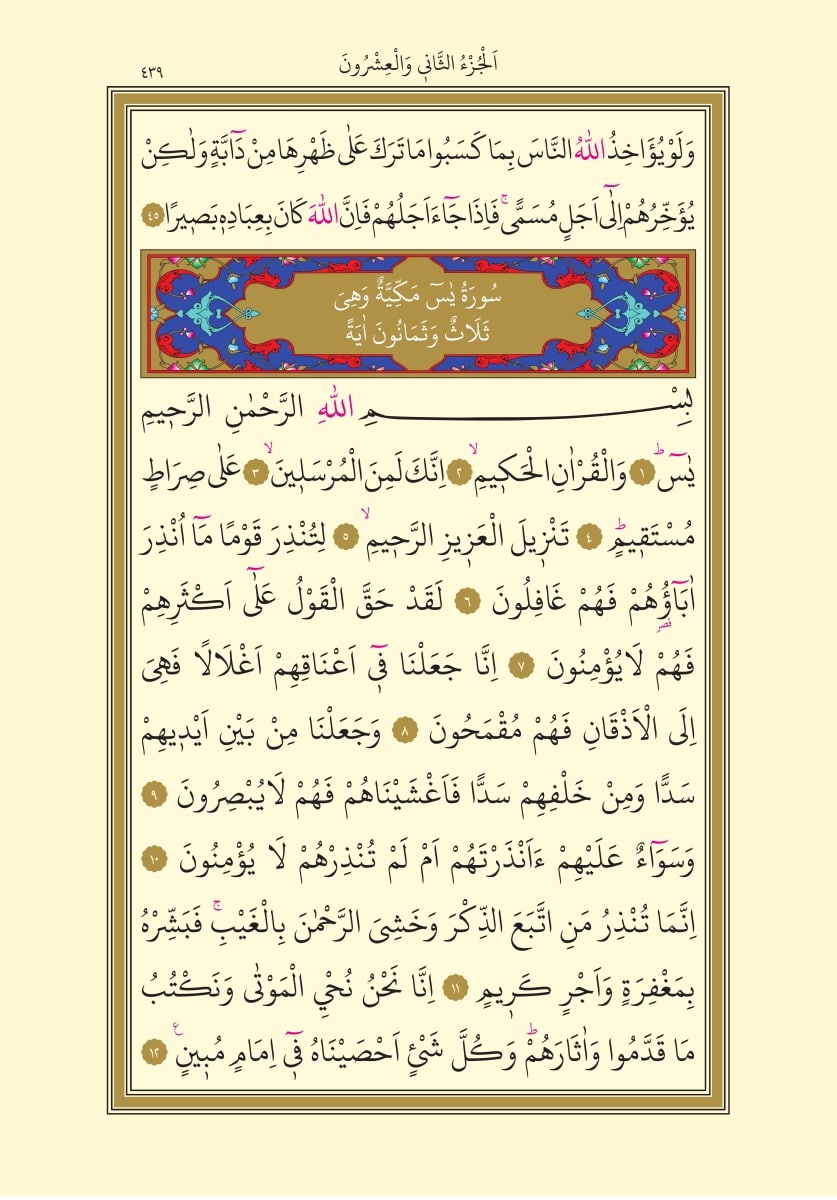 اَلْجُزْءُ الثَّانٖي وَالْعِشْرُونَ
٤٣٩
وَلَوْ يُؤَاخِذُ اللّٰهُ النَّاسَ بِمَا كَسَبُوا مَا تَرَكَ عَلٰى ظَهْرِهَا مِنْ دَٓابَّةٍ وَلٰكِنْ
يُؤَخِّرُهُمْ اِلٰٓى اَجَلٍ مُسَمًّىۚ فَاِذَا جَٓاءَ اَجَلُهُمْ فَاِنَّ اللّٰهَ كَانَ بِعِبَادِهٖ بَصٖيرًا ٤٥
سُورَةُ يٰسٓ مَكِّيَّةٌ وَهِىَ
ثَلَاثٌ وَثَمَانُونَ اٰيَةً
بِسْمِ اللّٰهِ الرَّحْمٰنِ الرَّحٖيمِ
يٰسٓۜ ١ وَالْقُرْاٰنِ الْحَكٖيمِۙ ٢ اِنَّكَ لَمِنَ الْمُرْسَلٖينَۙ ٣ عَلٰى صِرَاطٍ
مُسْتَقٖيمٍۜ ٤ تَنْزٖيلَ الْعَزٖيزِ الرَّحٖيمِۙ ٥ لِتُنْذِرَ قَوْمًا مَٓا اُنْذِرَ
اٰبَٓاؤُهُمْ فَهُمْ غَافِلُونَ ٦ لَقَدْ حَقَّ الْقَوْلُ عَلٰٓى اَكْثَرِهِمْ
فَهُمْ لَا يُؤْمِنُونَ ٧ اِنَّا جَعَلْنَا فٖٓى اَعْنَاقِهِمْ اَغْلَالًا فَهِىَ
اِلَى الْاَذْقَانِ فَهُمْ مُقْمَحُونَ ٨ وَجَعَلْنَا مِنْ بَيْنِ اَيْدٖيهِمْ
سَدًّا وَمِنْ خَلْفِهِمْ سَدًّا فَاَغْشَيْنَاهُمْ فَهُمْ لَا يُبْصِرُونَ ٩
وَسَوَٓاءٌ عَلَيْهِمْ ءَاَنْذَرْتَهُمْ اَمْ لَمْ تُنْذِرْهُمْ لَا يُؤْمِنُونَ ١٠
اِنَّمَا تُنْذِرُ مَنِ اتَّبَعَ الذِّكْرَ وَخَشِىَ الرَّحْمٰنَ بِالْغَيْبِۚ فَبَشِّرْهُ
بِمَغْفِرَةٍ وَاَجْرٍ كَرٖيمٍ ١١ اِنَّا نَحْنُ نُحْيِ الْمَوْتٰى وَنَكْتُبُ
مَا قَدَّمُوا وَاٰثَارَهُمْۜ وَكُلَّ شَىْءٍ اَحْصَيْنَاهُ فٖٓى اِمَامٍ مُبٖينٍ ١٢